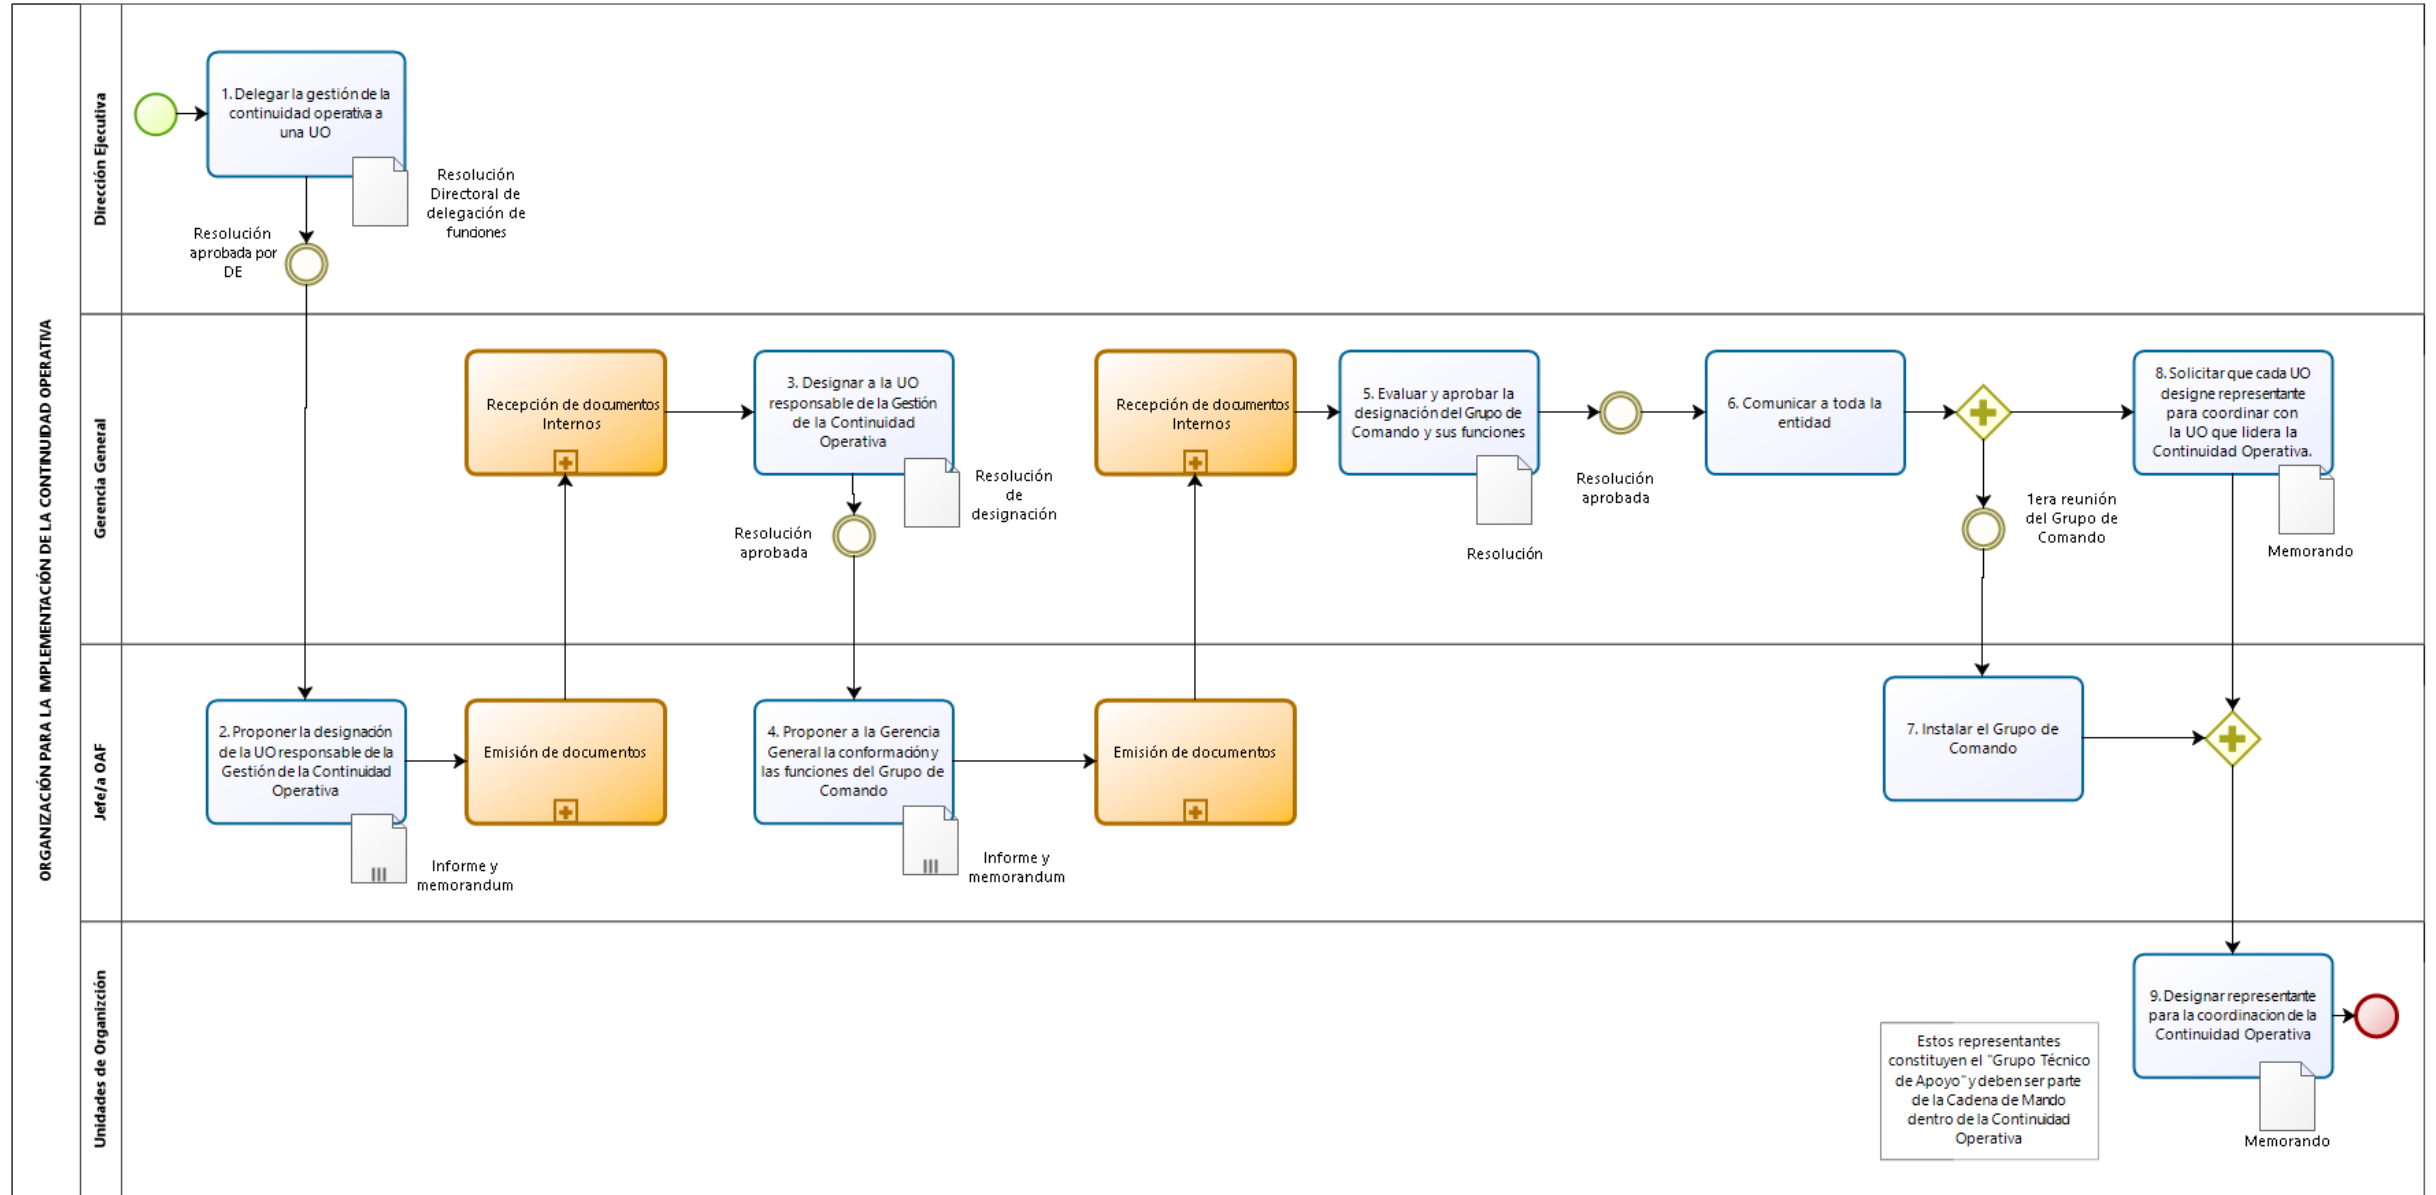 ORGANIZACIÓN PARA LA IMPLEMENTACIÓN DE LA CONTINUIDAD OPERATIVA
Dirección Ejecutiva
1. Delegar la gestión de la
continuidad operativa a
una UO
Resolución
Directoral de
delegación de
funciones
Resolución
aprobada por
DE
Gerencia General
Recepción de documentos
Internos
3. Designar a la UO
responsable de la Gestión
de la Continuidad
Operativa
Resolución
de
designación
Resolución
aprobada
Recepción de documentos
Internos
5. Evaluar y aprobar la
designación del Grupo de
Comando y sus funciones
Resolución
Resolución
aprobada
6. Comunicar a toda la
entidad
1era reunión
del Grupo de
Comando
8. Solicitar que cada UO
designe representante
para coordinar con
la UO que lidera la
Continuidad Operativa.
Memorando
Jefe/a OAF
2. Proponer la designación
de la UO responsable de la
Gestión de la Continuidad
Operativa
Informe y
memorandum
Emisión de documentos
4. Proponer a la Gerencia
General la conformación y
las funciones del Grupo de
Comando
Informe y
memorandum
Emisión de documentos
7. Instalar el Grupo de
Comando
Unidades de Organizción
Estos representantes
constituyen el "Grupo Técnico
de Apoyo" y deben ser parte
de la Cadena de Mando
dentro de la Continuidad
Operativa
9. Designar representante
para la coordinacion de la
Continuidad Operativa
Memorando